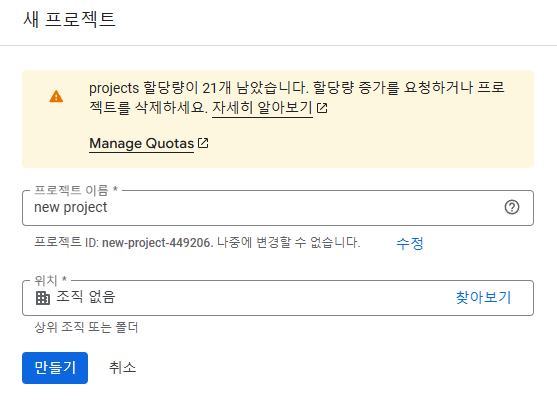 새 프로젝트
projects 할당량이 21개 남았습니다. 할당량 증가를 요청하거나 프로
젝트를 삭제하세요. 자세히 알아보기
Manage Quotas
프로젝트 이름 *
new project
프로젝트 ID: new-project-449206. 나중에 변경할 수 없습니다. 수정
위치 *
조직 없음 찾아보기
상위 조직 또는 폴더
만들기 취소